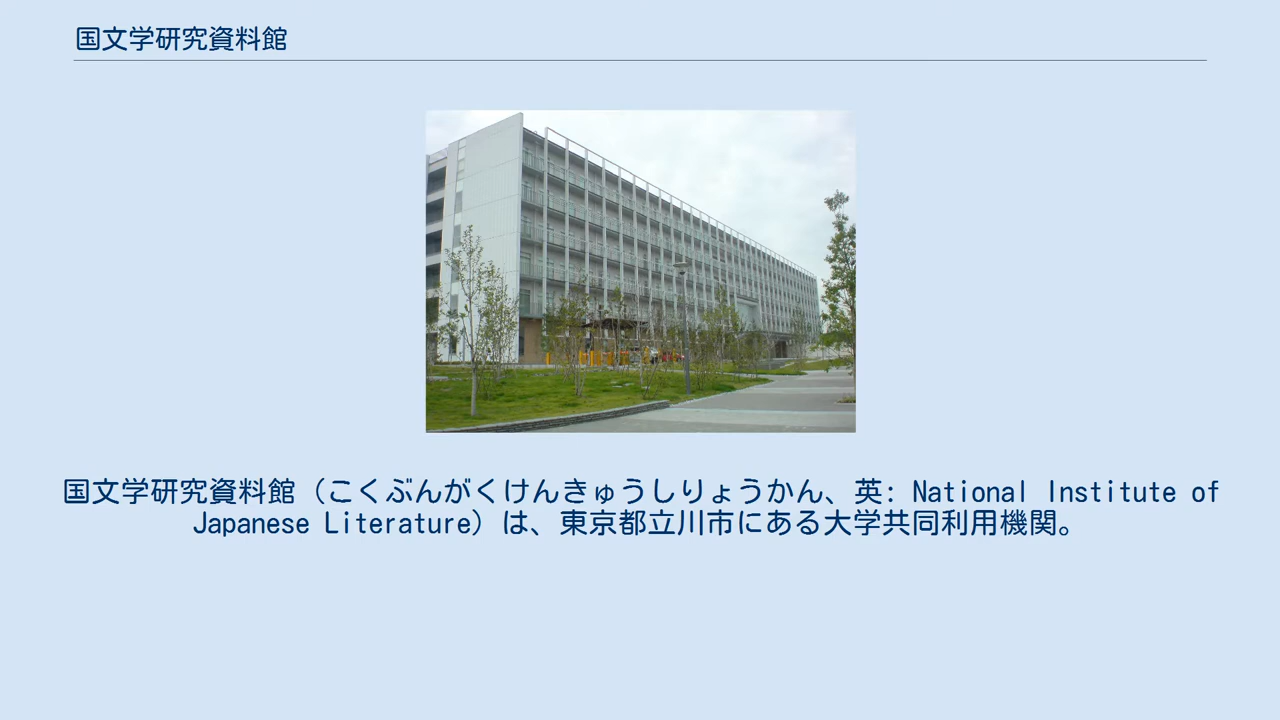 国文学研究資料館
国文学研究資料館（こくぶんがくけんきゅうしりょうかん、英: National Institute of
Japanese Literature）は、東京都立川市にある大学共同利用機関。